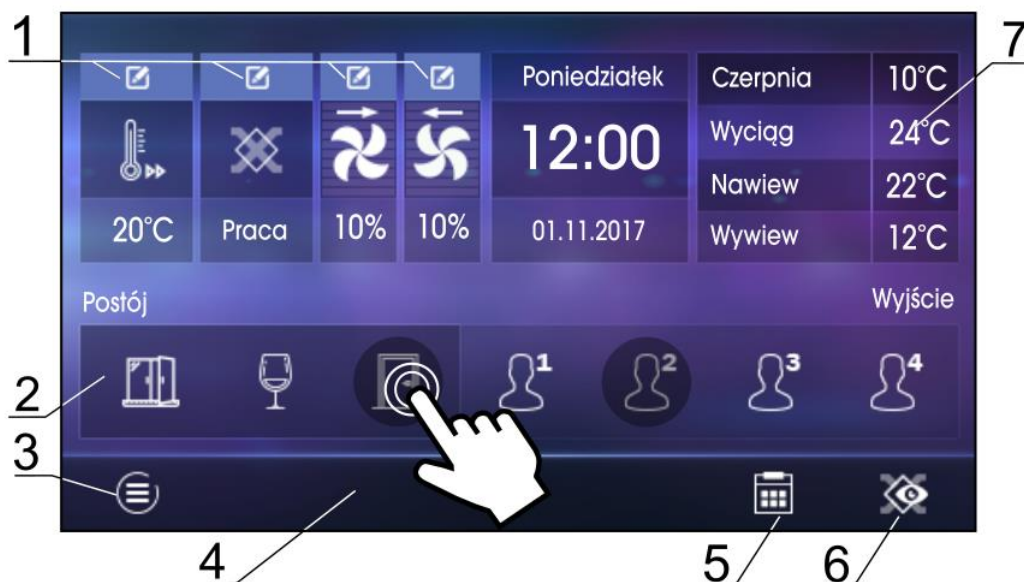 1
7
Poniedziałek
Czerpnia 10°C
12:00
Wyciąg 24°C
Nawiew 22°C
20°C Praca 10% 10%
01.11.2017
Wywiew 12°C
Postój
Wyjście
1 2 3 4
2
3
4
5
6